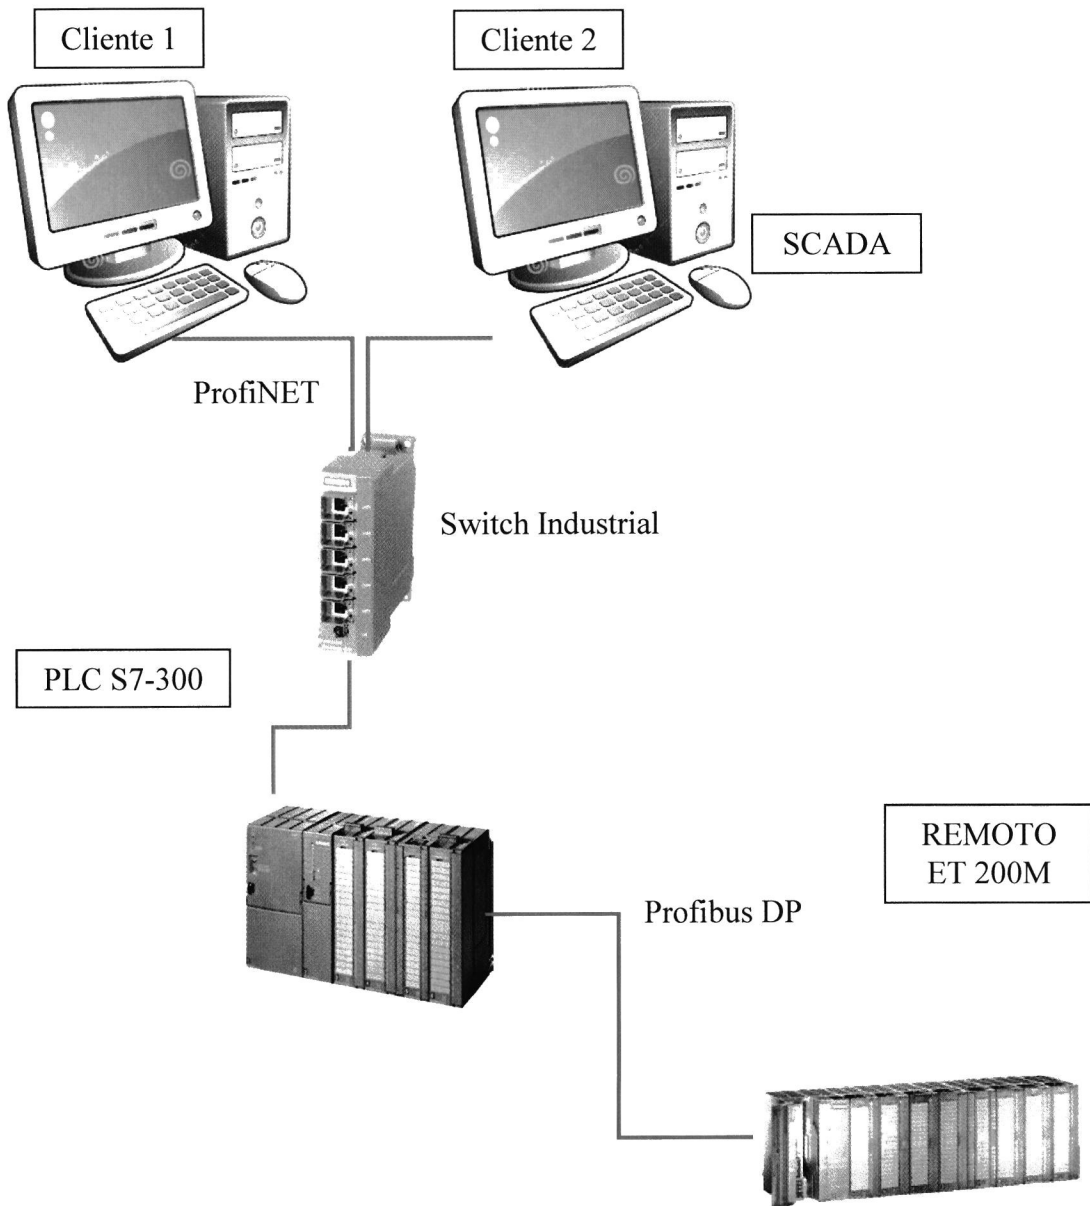 Cliente 1
Cliente 2
SCADA
ProfiNET
Switch Industrial
PLC S7-300
REMOTO
ET 200M
Profibus DP